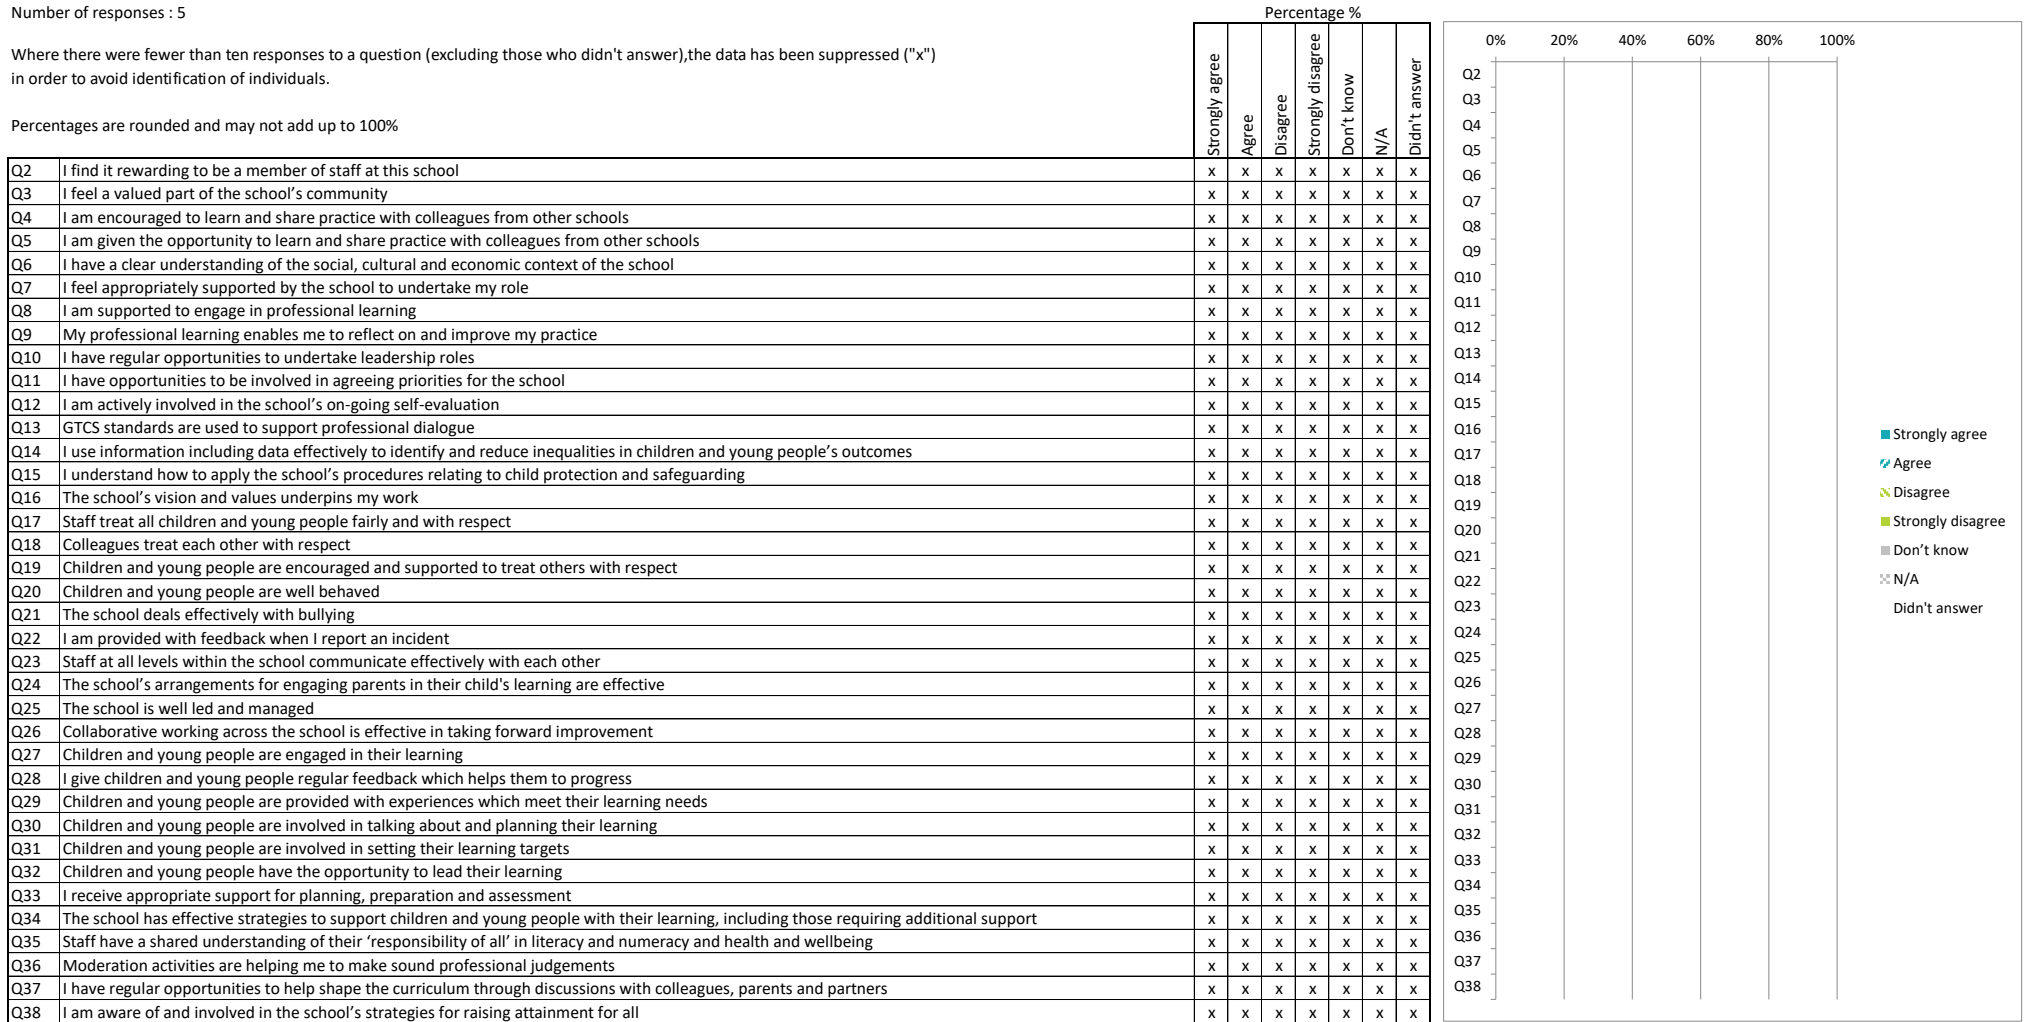 Number of responses : 5
Percentage %
Where there were fewer than ten responses to a question (excluding those who didn't answer),the data has been suppressed ("x")
in order to avoid identification of individuals.
Percentages are rounded and may not add up to 100%
Strongly agree
Agree
Disagree
Strongly disagree
Don't know
N/A
Didn't answer
Q2 I find it rewarding to be a member of staff at this school x x x x x x x
Q3 I feel a valued part of the school’s community x x x x x x x
Q4 I am encouraged to learn and share practice with colleagues from other schools x x x x x x x
Q5 I am given the opportunity to learn and share practice with colleagues from other schools x x x x x x x
Q6 I have a clear understanding of the social, cultural and economic context of the school x x x x x x x
Q7 I feel appropriately supported by the school to undertake my role x x x x x x x
Q8 I am supported to engage in professional learning x x x x x x x
Q9 My professional learning enables me to reflect on and improve my practice x x x x x x x
Q10 I have regular opportunities to undertake leadership roles x x x x x x x
Q11 I have opportunities to be involved in agreeing priorities for the school x x x x x x x
Q12 I am actively involved in the school’s on-going self-evaluation x x x x x x x
Q13 GTCS standards are used to support professional dialogue x x x x x x x
Q14 I use information including data effectively to identify and reduce inequalities in children and young people’s outcomes x x x x x x x
Q15 I understand how to apply the school’s procedures relating to child protection and safeguarding x x x x x x x
Q16 The school’s vision and values underpins my work x x x x x x x
Q17 Staff treat all children and young people fairly and with respect x x x x x x x
Q18 Colleagues treat each other with respect x x x x x x x
Q19 Children and young people are encouraged and supported to treat others with respect x x x x x x x
Q20 Children and young people are well behaved x x x x x x x
Q21 The school deals effectively with bullying x x x x x x x
Q22 I am provided with feedback when I report an incident x x x x x x x
Q23 Staff at all levels within the school communicate effectively with each other x x x x x x x
Q24 The school’s arrangements for engaging parents in their child's learning are effective x x x x x x x
Q25 The school is well led and managed x x x x x x x
Q26 Collaborative working across the school is effective in taking forward improvement x x x x x x x
Q27 Children and young people are engaged in their learning x x x x x x x
Q28 I give children and young people regular feedback which helps them to progress x x x x x x x
Q29 Children and young people are provided with experiences which meet their learning needs x x x x x x x
Q30 Children and young people are involved in talking about and planning their learning x x x x x x x
Q31 Children and young people are involved in setting their learning targets x x x x x x x
Q32 Children and young people have the opportunity to lead their learning x x x x x x x
Q33 I receive appropriate support for planning, preparation and assessment x x x x x x x
Q34 The school has effective strategies to support children and young people with their learning, including those requiring additional support x x x x x x x
Q35 Staff have a shared understanding of their ‘responsibility of all’ in literacy and numeracy and health and wellbeing x x x x x x x
Q36 Moderation activities are helping me to make sound professional judgements x x x x x x x
Q37 I have regular opportunities to help shape the curriculum through discussions with colleagues, parents and partners x x x x x x x
Q38 I am aware of and involved in the school’s strategies for raising attainment for all x x x x x x x
0% 20% 40% 60% 80% 100%
Q2
Q3
Q4
Q5
Q6
Q7
Q8
Q9
Q10
Q11
Q12
Q13
Q14
Q15
Q16
Q17
Q18
Q19
Q20
Q21
Q22
Q23
Q24
Q25
Q26
Q27
Q28
Q29
Q30
Q31
Q32
Q33
Q34
Q35
Q36
Q37
Q38
Strongly agree
Agree
Disagree
Strongly disagree
Don’t know
N/A
Didn't answer